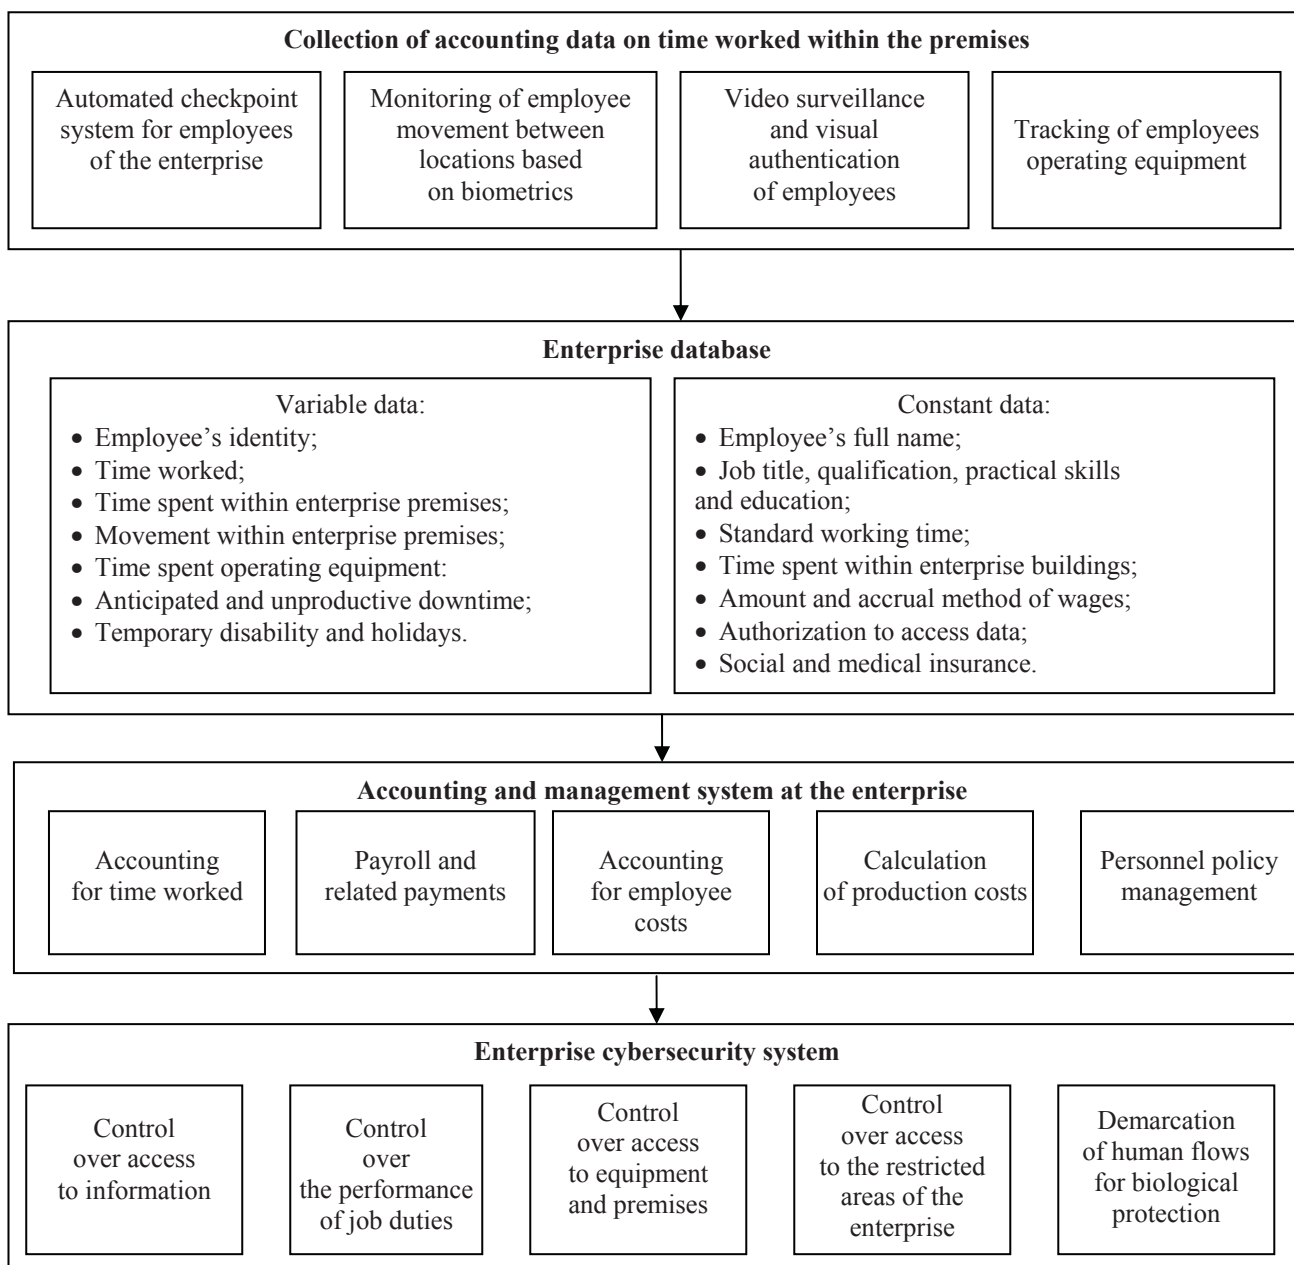 Collection of accounting data on time worked within the premises
Automated checkpoint
system for employees
of the enterprise
Monitoring of employee
movement between
locations based
on biometrics
Video surveillance
and visual
authentication
of employees
Tracking of employees
operating equipment
Enterprise database
Variable data:
• Employee’s identity;
• Time worked;
• Time spent within enterprise premises;
• Movement within enterprise premises;
• Time spent operating equipment:
• Anticipated and unproductive downtime;
• Temporary disability and holidays.
Constant data:
• Employee’s full name;
• Job title, qualification, practical skills
and education;
• Standard working time;
• Time spent within enterprise buildings;
• Amount and accrual method of wages;
• Authorization to access data;
• Social and medical insurance.
Accounting and management system at the enterprise
Accounting
for time worked
Payroll and
related payments
Accounting
for employee
costs
Calculation
of production costs
Personnel policy
management
Enterprise cybersecurity system
Control
over access
to information
Control
over
the performance
of job duties
Control
over access
to equipment
and premises
Control
over access
to the restricted
areas of the
enterprise
Demarcation
of human flows
for biological
protection